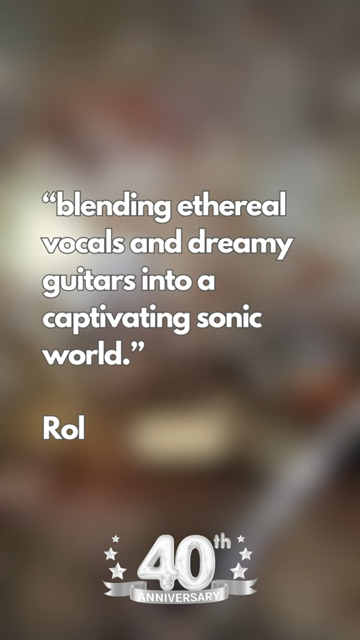 “blending ethereal
vocals and dreamy
guitars into a
captivating sonic
world.”
Rol
40th
ANNIVERSARY